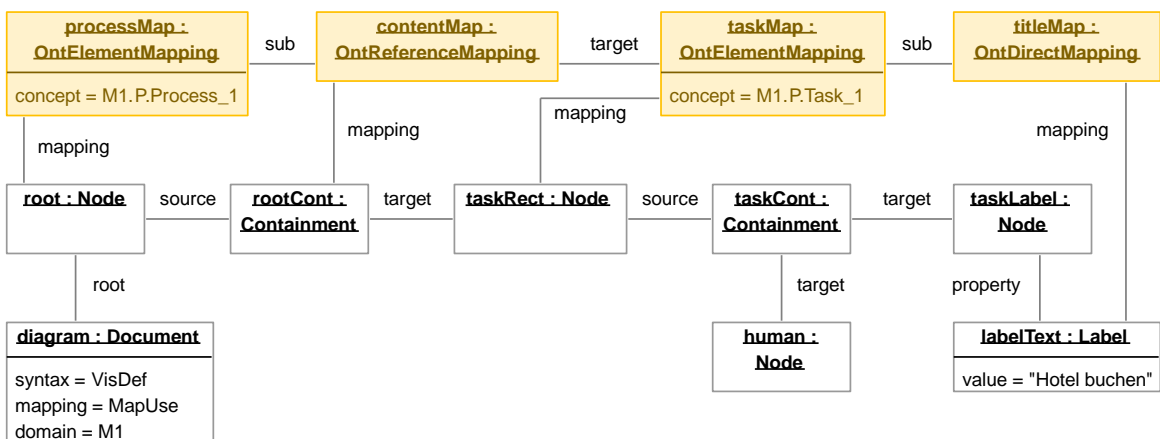 processMap :
OntElementMapping
concept = M1.P.Process_1
sub
contentMap :
OntReferenceMapping
target
taskMap :
OntElementMapping
concept = M1.P.Task_1
sub
titleMap :
OntDirectMapping
mapping
mapping
mapping
mapping
root : Node
source
rootCont :
Containment
target
taskRect : Node
source
taskCont :
Containment
target
taskLabel :
Node
root
target
property
diagram : Document
syntax = VisDef
mapping = MapUse
domain = M1
human :
Node
labelText : Label
value = "Hotel buchen"